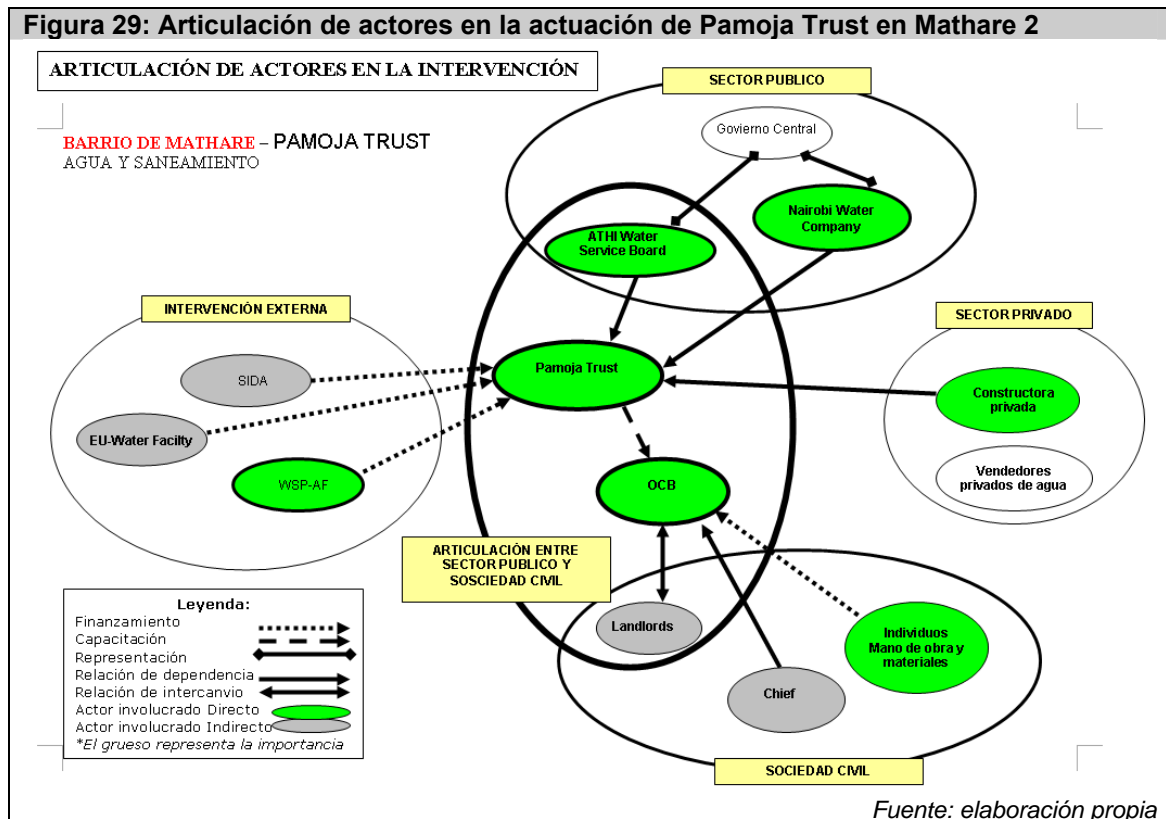 Figura 29: Articulación de actores en la actuación de Pamoja Trust en Mathare 2
ARTICULACIÓN DE ACTORES EN LA INTERVENCIÓN
BARRIO DE MATHARE – PAMOJA TRUST
AGUA Y SANEAMIENTO
SECTOR PUBLICO
Govierno Central
Nairobi Water
Company
ATHI Water
Service Board
INTERVENCIÓN EXTERNA
SIDA
EU-Water Facilty
WSP-AF
Pamoja Trust
OCB
SECTOR PRIVADO
Constructora
privada
Vendedores
privados de agua
ARTICULACIÓN ENTRE
SECTOR PUBLICO Y
SOSCIEDAD CIVIL
Landlords
Chief
Individuos
Mano de obra y
materiales
SOCIEDAD CIVIL
Leyenda:
Finanzamiento
Capacitación
Representación
Relación de dependencia
Relación de intercanvio
Actor involucrado Directo
Actor involucrado Indirecto
*El grueso representa la importancia
Fuente: elaboración propia